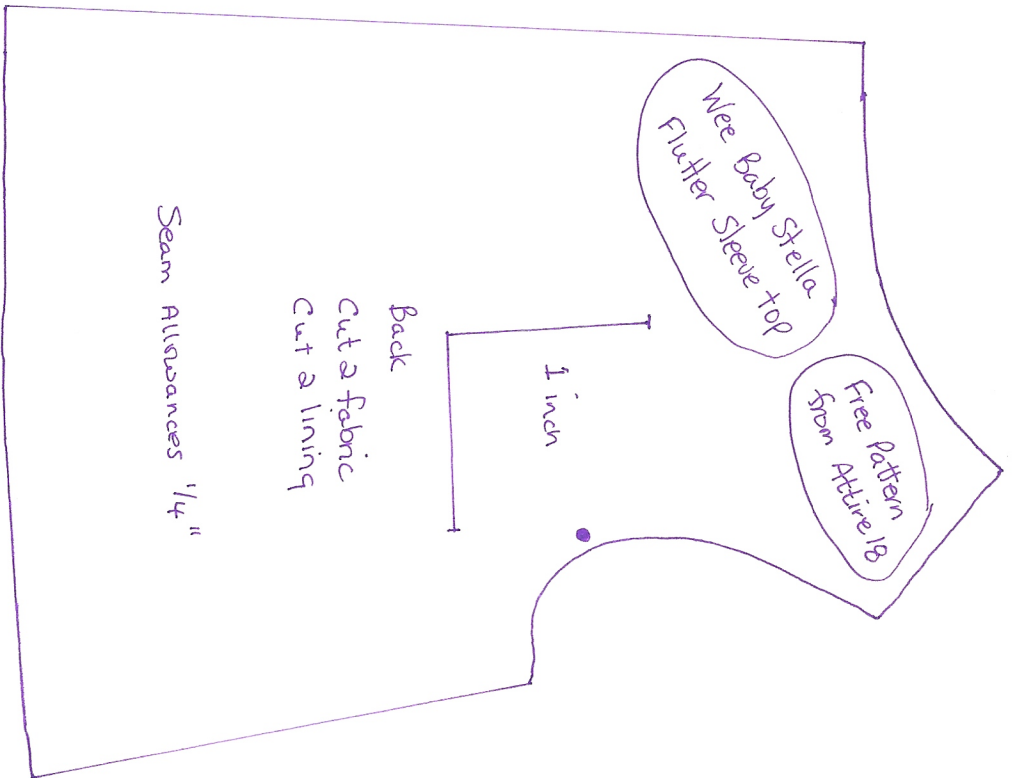 Wee Baby Stella
Flutter Sleeve top
Free Pattern
from Attire18
1 inch
Back
Cut 2 fabric
Cut 2 lining
Seam Allowances 1/4"